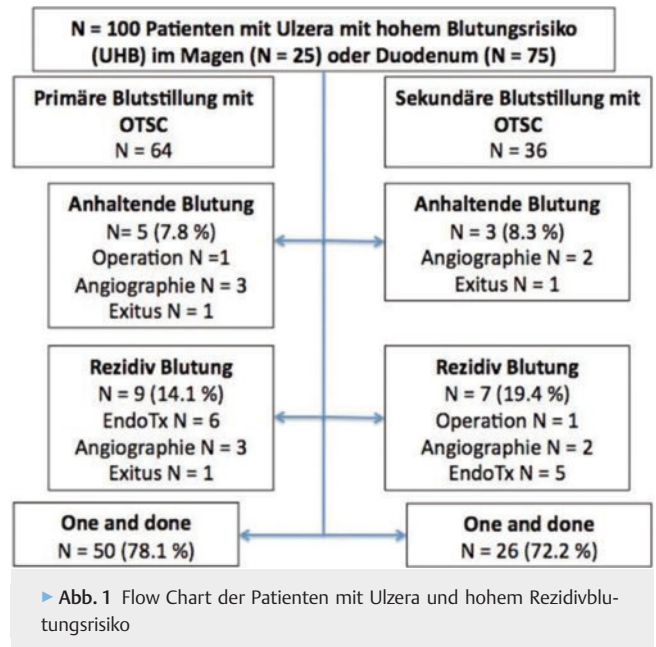 N = 100 Patienten mit Ulzera mit hohem Blutungsrisiko
(UHB) im Magen (N = 25) oder Duodenum (N = 75)
Primäre Blutstillung mit
OTSC
N = 64
Sekundäre Blutstillung mit
OTSC
N = 36
Anhaltende Blutung
N= 5 (7.8 %)
Operation N =1
Angiographie N = 3
Exitus N = 1
Anhaltende Blutung
N = 3 (8.3 %)
Angiographie N = 2
Exitus N = 1
Rezidiv Blutung
N = 9 (14.1 %)
EndoTx N = 6
Angiographie N = 3
Exitus N = 1
Rezidiv Blutung
N = 7 (19.4 %)
Operation N = 1
Angiographie N = 2
EndoTx N = 5
One and done
N = 50 (78.1 %)
One and done
N = 26 (72.2 %)
▶ Abb. 1 Flow Chart der Patienten mit Ulzera und hohem Rezidivblu-
tungsrisiko